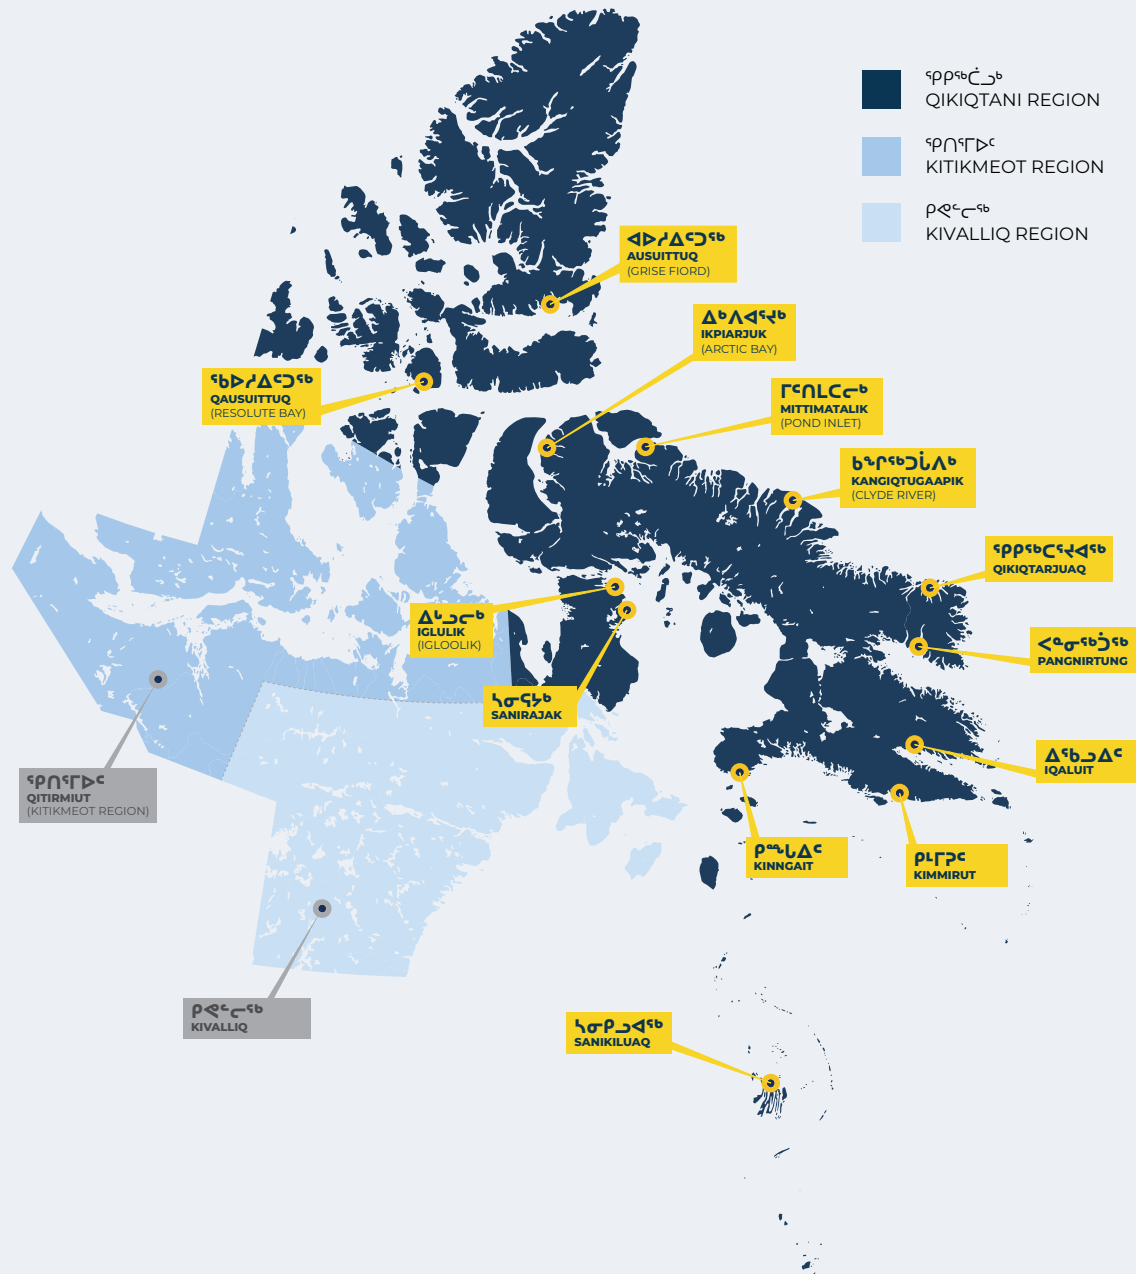 ᕿᑭᖅᑖᓗᒃ
QIKIQTANI REGION
ᕿᑎᕐᒥᐅᑦ
KITIKMEOT REGION
ᑭᕙᓪᓕᖅ
KIVALLIQ REGION
ᐊᐅᓱᐃᑦᑐᖅ
AUSUITTUQ
(GRISE FIORD)
ᐃᒃᐱᐊᕐᔪᒃ
IKPIARJUK
(ARCTIC BAY)
ᖃᐅᓱᐃᑦᑐᖅ
QAUSUITTUQ
(RESOLUTE BAY)
ᒥᑦᑎᒪᑕᓕᒃ
MITTIMATALIK
(POND INLET)
ᑲᖏᖅᑐᒑᐱᒃ
KANGIQTUGAAPIK
(CLYDE RIVER)
ᕿᑭᖅᑕᕐᔪᐊᖅ
QIKIQTARJUAQ
ᐃᒡᓗᓕᒃ
IGLULIK
(IGLOOLIK)
ᐸᓐᓂᖅᑑᖅ
PANGNIRTUNG
ᓴᓂᕋᔭᒃ
SANIRAJAK
ᐃᖃᓗᐃᑦ
IQALUIT
ᕿᑎᕐᒥᐅᑦ
QITIRMIUT
(KITIKMEOT REGION)
ᑭᙵᐃᑦ
KINNGAIT
ᑭᒻᒥᕈᑦ
KIMMIRUT
ᑭᕙᓪᓕᖅ
KIVALLIQ
ᓴᓂᑭᓗᐊᖅ
SANIKILUAQ